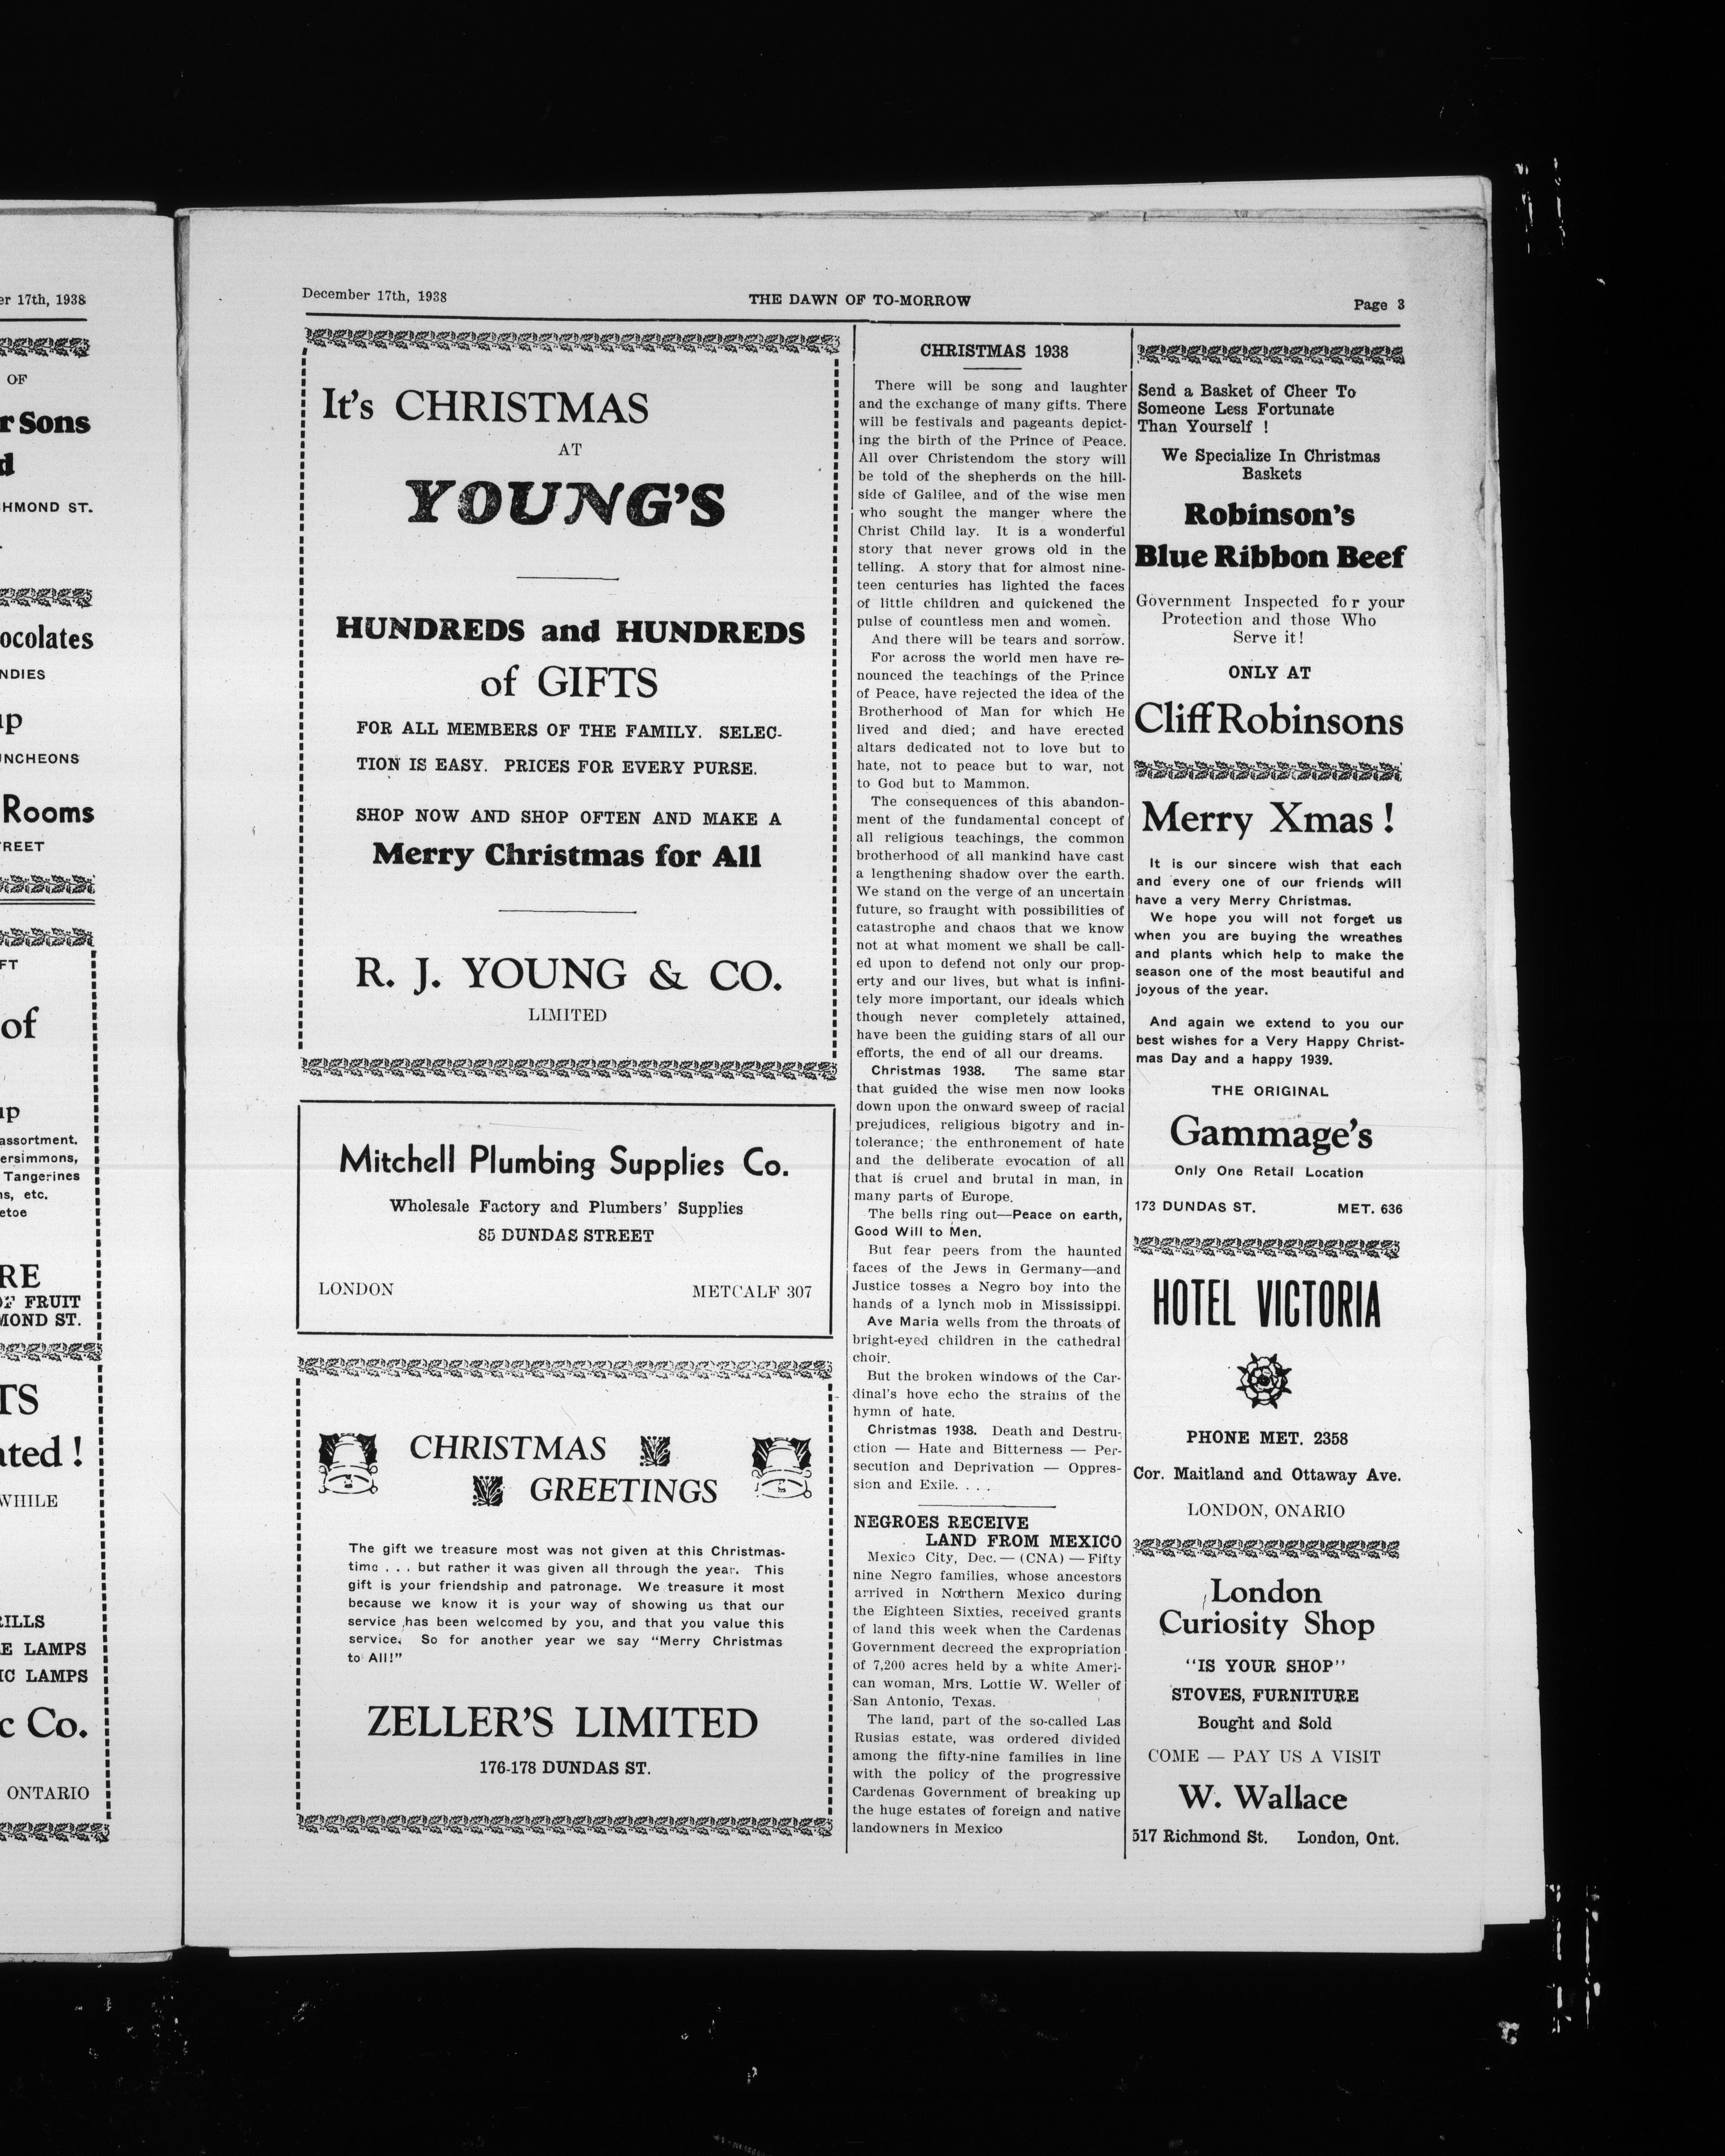 er 17th, 1938
OF
r Sons
d
HMOND ST.
ocolates
NDIES
up
UNCHEONS
Rooms
REET
FT
of
up
assortment.
ersimmons,
Tangerines
ns, etc.
etoe
RE
OF FRUIT
MOND ST.
TS
ated !
WHILE
RILLS
E LAMPS
IC LAMPS
c Co.
ONTARIO
December 17th, 1938
THE DAWN OF TO-MORROW
Page 3
It's CHRISTMAS
AT
YOUNG'S
HUNDREDS and HUNDREDS
of GIFTS
FOR ALL MEMBERS OF THE FAMILY. SELEC-
TION IS EASY. PRICES FOR EVERY PURSE.
SHOP NOW AND SHOP OFTEN AND MAKE A
Merry Christmas for All
R. J. YOUNG & CO.
LIMITED
Mitchell Plumbing Supplies Co.
Wholesale Factory and Plumbers' Supplies
85 DUNDAS STREET
LONDON METCALF 307
CHRISTMAS
GREETINGS
The gift we treasure most was not given at this Christmas-
time . . . but rather it was given all through the year. This
gift is your friendship and patronage. We treasure it most
because we know it is your way of showing us that our
service has been welcomed by you, and that you value this
service. So for another year we say "Merry Christmas
to All!"
ZELLER'S LIMITED
176-178 DUNDAS ST.
CHRISTMAS 1938
There will be song and laughter
and the exchange of many gifts. There
will be festivals and pageants depict-
ing the birth of the Prince of Peace.
All over Christendom the story will
be told of the shepherds on the hill-
side of Galilee, and of the wise men
who sought the manger where the
Christ Child lay. It is a wonderful
story that never grows old in the
telling. A story that for almost nine-
teen centuries has lighted the faces
of little children and quickened the
pulse of countless men and women.
And there will be tears and sorrow.
For across the world men have re-
nounced the teachings of the Prince
of Peace, have rejected the idea of the
Brotherhood of Man for which He
lived and died; and have erected
altars dedicated not to love but to
hate, not to peace but to war, not
to God but to Mammon.
The consequences of this abandon-
ment of the fundamental concept of
all religious teachings, the common
brotherhood of all mankind have cast
a lengthening shadow over the earth.
We stand on the verge of an uncertain
future, so fraught with possibilities of
catastrophe and chaos that we know
not at what moment we shall be call-
ed upon to defend not only our prop-
erty and our lives, but what is infini-
tely more important, our ideals which
though never completely attained,
have been the guiding stars of all our
efforts, the end of all our dreams.
Christmas 1938. The same star
that guided the wise men now looks
down upon the onward sweep of racial
prejudices, religious bigotry and in-
tolerance; the enthronement of hate
and the deliberate evocation of all
that is cruel and brutal in man, in
many parts of Europe.
The bells ring out—Peace on earth,
Good Will to Men.
But fear peers from the haunted
faces of the Jews in Germany—and
Justice tosses a Negro boy into the
hands of a lynch mob in Mississippi.
Ave Maria wells from the throats of
bright-eyed children in the cathedral
choir.
But the broken windows of the Car-
dinal's hove echo the strains of the
hymn of hate.
Christmas 1938. Death and Destru-
ction — Hate and Bitterness — Per-
secution and Deprivation — Oppres-
sion and Exile. . . .
NEGROES RECEIVE
LAND FROM MEXICO
Mexico City, Dec. — (CNA) — Fifty
nine Negro families, whose ancestors
arrived in Northern Mexico during
the Eighteen Sixties, received grants
of land this week when the Cardenas
Government decreed the expropriation
of 7,200 acres held by a white Ameri-
can woman, Mrs. Lottie W. Weller of
San Antonio, Texas.
The land, part of the so-called Las
Rusias estate, was ordered divided
among the fifty-nine families in line
with the policy of the progressive
Cardenas Government of breaking up
the huge estates of foreign and native
landowners in Mexico
Send a Basket of Cheer To
Someone Less Fortunate
Than Yourself !
We Specialize In Christmas
Baskets
Robinson's
Blue Ribbon Beef
Government Inspected for your
Protection and those Who
Serve it!
ONLY AT
Cliff Robinsons
Merry Xmas !
It is our sincere wish that each
and every one of our friends will
have a very Merry Christmas.
We hope you will not forget us
when you are buying the wreathes
and plants which help to make the
season one of the most beautiful and
joyous of the year.
And again we extend to you our
best wishes for a Very Happy Christ-
mas Day and a happy 1939.
THE ORIGINAL
Gammage's
Only One Retail Location
173 DUNDAS ST. MET. 636
HOTEL VICTORIA
PHONE MET. 2358
Cor. Maitland and Ottaway Ave.
LONDON, ONARIO
London
Curiosity Shop
"IS YOUR SHOP"
STOVES, FURNITURE
Bought and Sold
COME — PAY US A VISIT
W. Wallace
517 Richmond St. London, Ont.